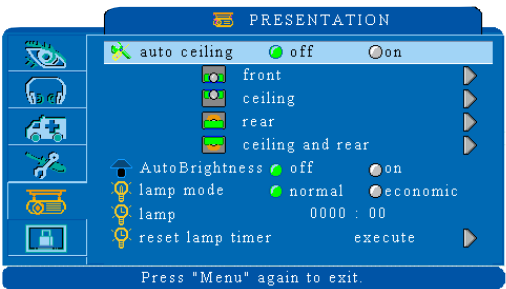 PRESENTATION
auto ceiling off on
front
ceiling
rear
ceiling and rear
AutoBrightness off on
lamp mode normal economic
lamp 0000 : 00
reset lamp timer execute
Press "Menu" again to exit.